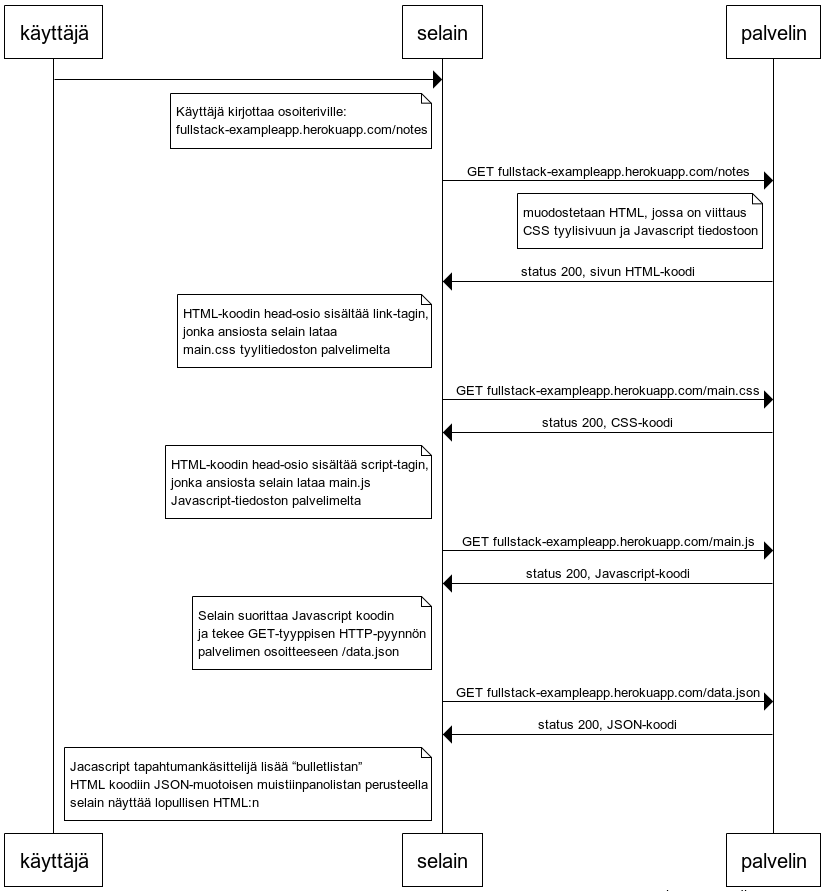 käyttäjä
selain
palvelin
Käyttäjä kirjottaa osoiteriville:
fullstack-exampleapp.herokuapp.com/notes
GET fullstack-exampleapp.herokuapp.com/notes
muodostetaan HTML, jossa on viittaus
CSS tyylisivuun ja Javascript tiedostoon
status 200, sivun HTML-koodi
HTML-koodin head-osio sisältää link-tagin,
jonka ansiosta selain lataa
main.css tyylitiedoston palvelimelta
GET fullstack-exampleapp.herokuapp.com/main.css
status 200, CSS-koodi
HTML-koodin head-osio sisältää script-tagin,
jonka ansiosta selain lataa main.js
Javascript-tiedoston palvelimelta
GET fullstack-exampleapp.herokuapp.com/main.js
status 200, Javascript-koodi
Selain suorittaa Javascript koodin
ja tekee GET-tyyppisen HTTP-pyynnön
palvelimen osoitteeseen /data.json
GET fullstack-exampleapp.herokuapp.com/data.json
status 200, JSON-koodi
Jacascript tapahtumankäsittelijä lisää “bulletlistan”
HTML koodiin JSON-muotoisen muistiinpanolistan perusteella
selain näyttää lopullisen HTML:n
käyttäjä
selain
palvelin